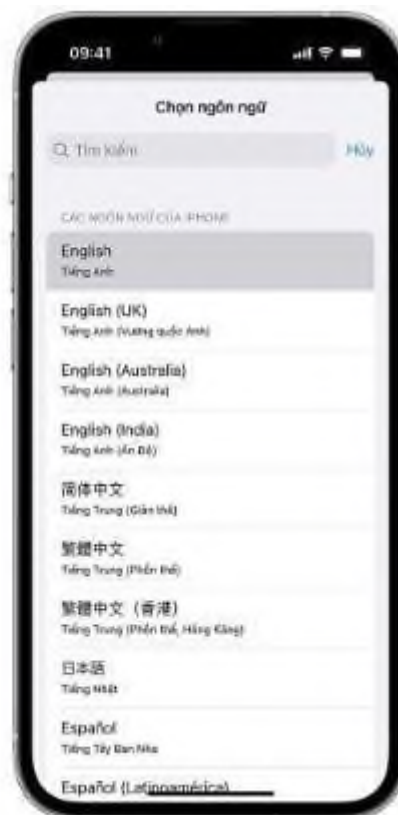 09:41
Chọn ngôn ngữ
Tìm kiếm
Hủy
CÁC NGÔN NGỮ CỦA IPHONE
English
Tiếng Anh
English (UK)
Tiếng Anh (Vương quốc Anh)
English (Australia)
Tiếng Anh (Australia)
English (India)
Tiếng Anh (Ấn Độ)
简体中文
Tiếng Trung (Giản thể)
繁體中文
Tiếng Trung (Phồn thể)
繁體中文（香港）
Tiếng Trung (Phồn thể, Hồng Kông)
日本語
Tiếng Nhật
Español
Tiếng Tây Ban Nha
Español (Latinoamérica)